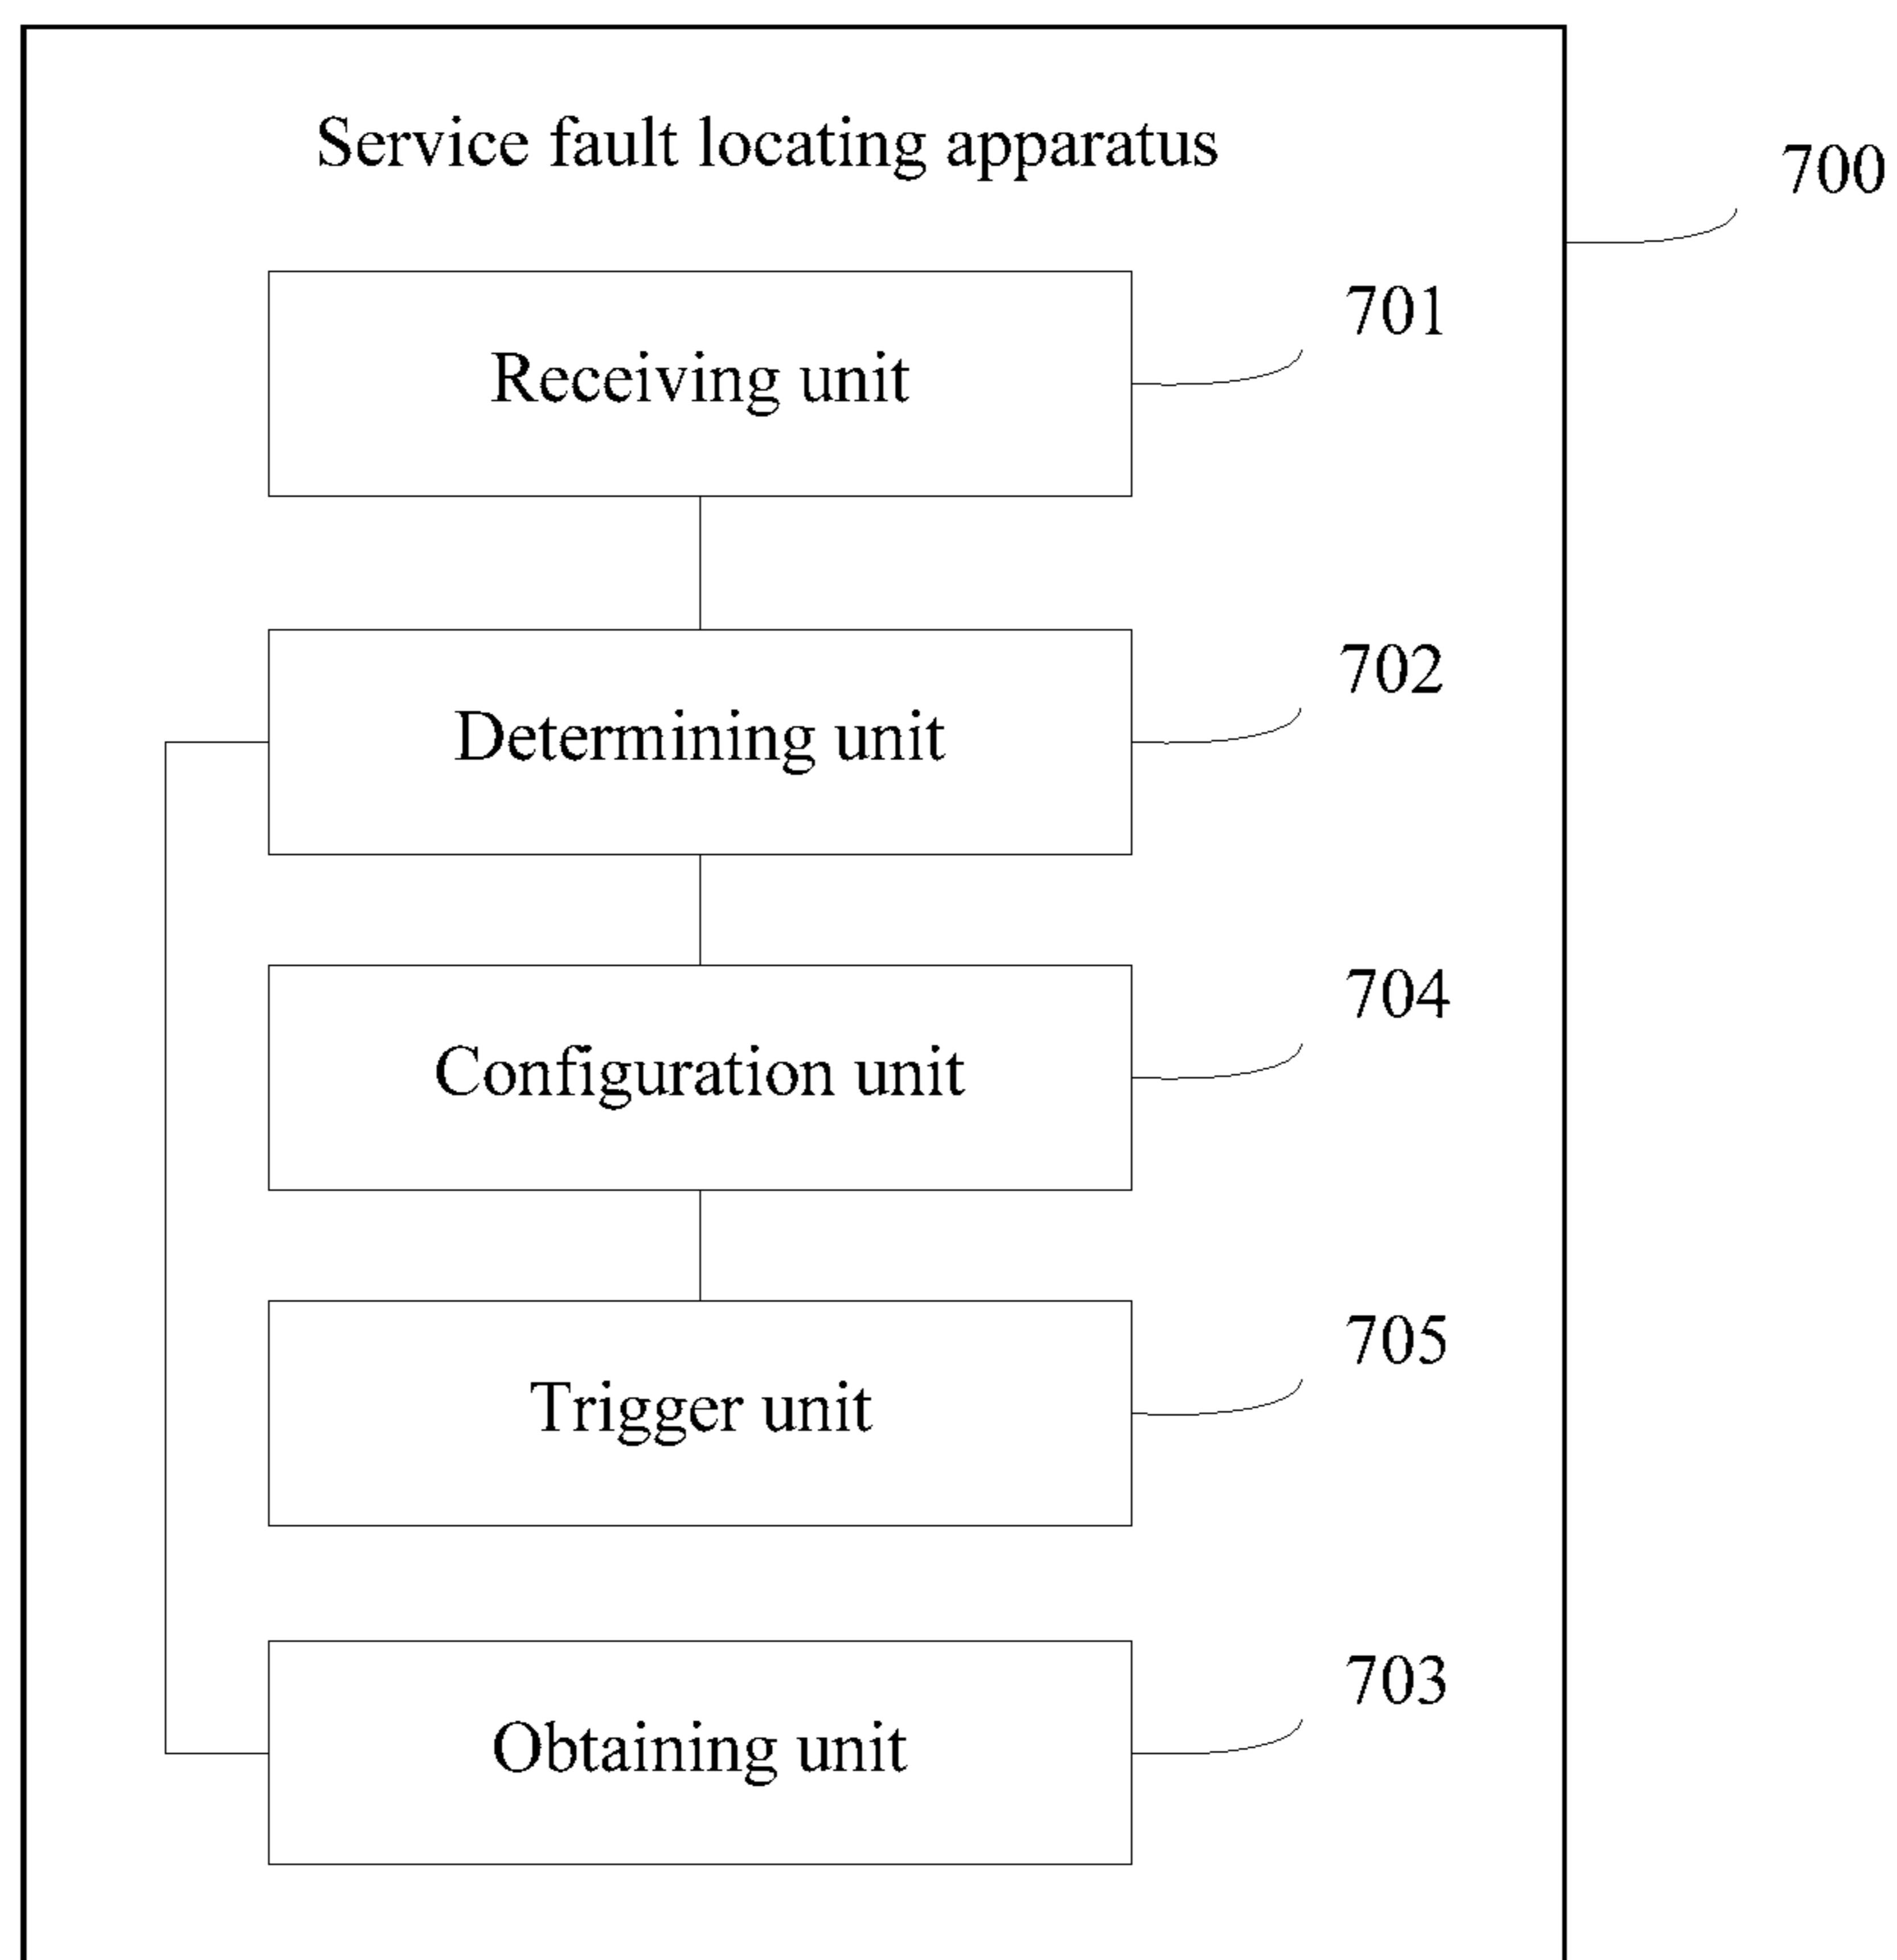 Service fault locating apparatus
700
Receiving unit
701
Determining unit
702
Configuration unit
704
Trigger unit
705
Obtaining unit
703